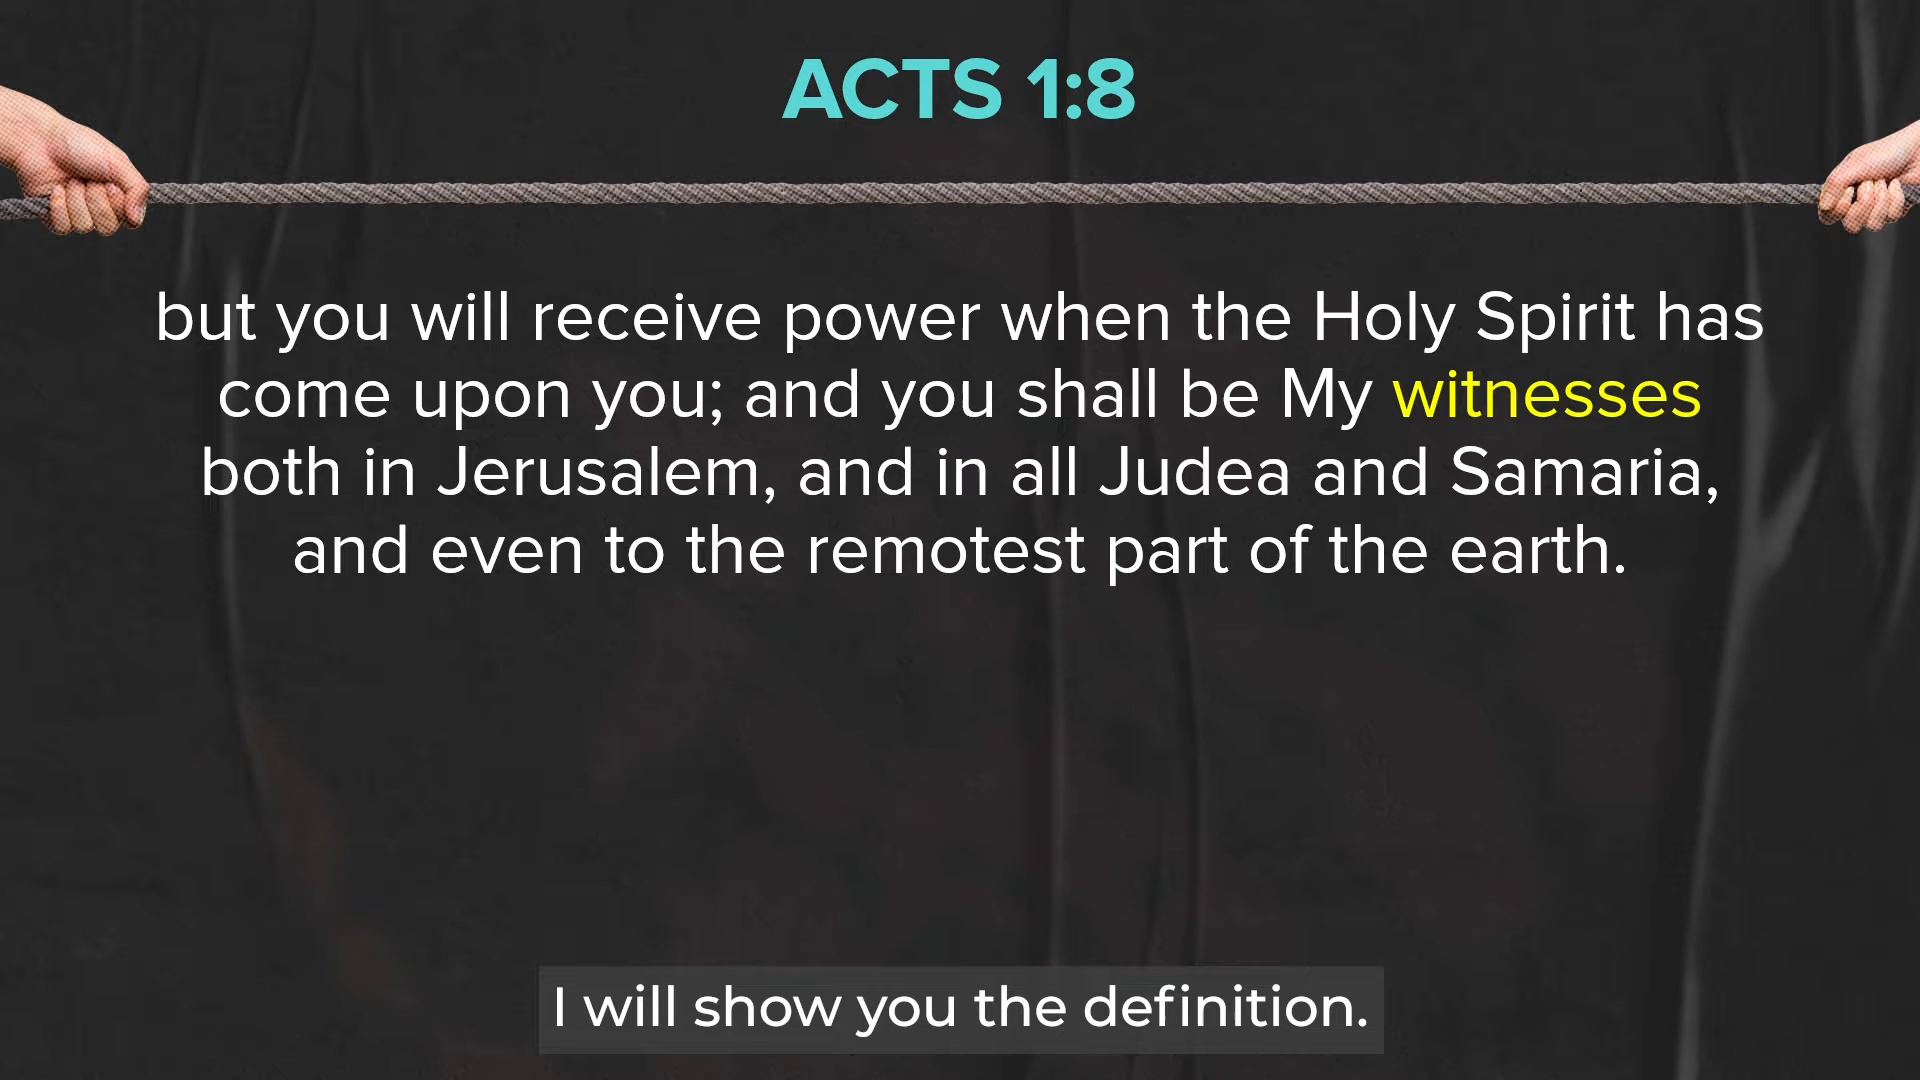 ACTS 1:8
but you will receive power when the Holy Spirit has
come upon you; and you shall be My witnesses
both in Jerusalem, and in all Judea and Samaria,
and even to the remotest part of the earth.
I will show you the definition.